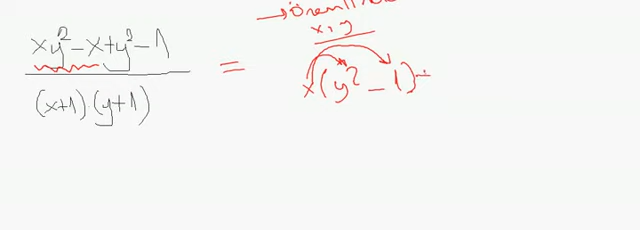 x, y
xy² - x + y² - 1 / (x+1) · (y+1) = x(y² - 1) +